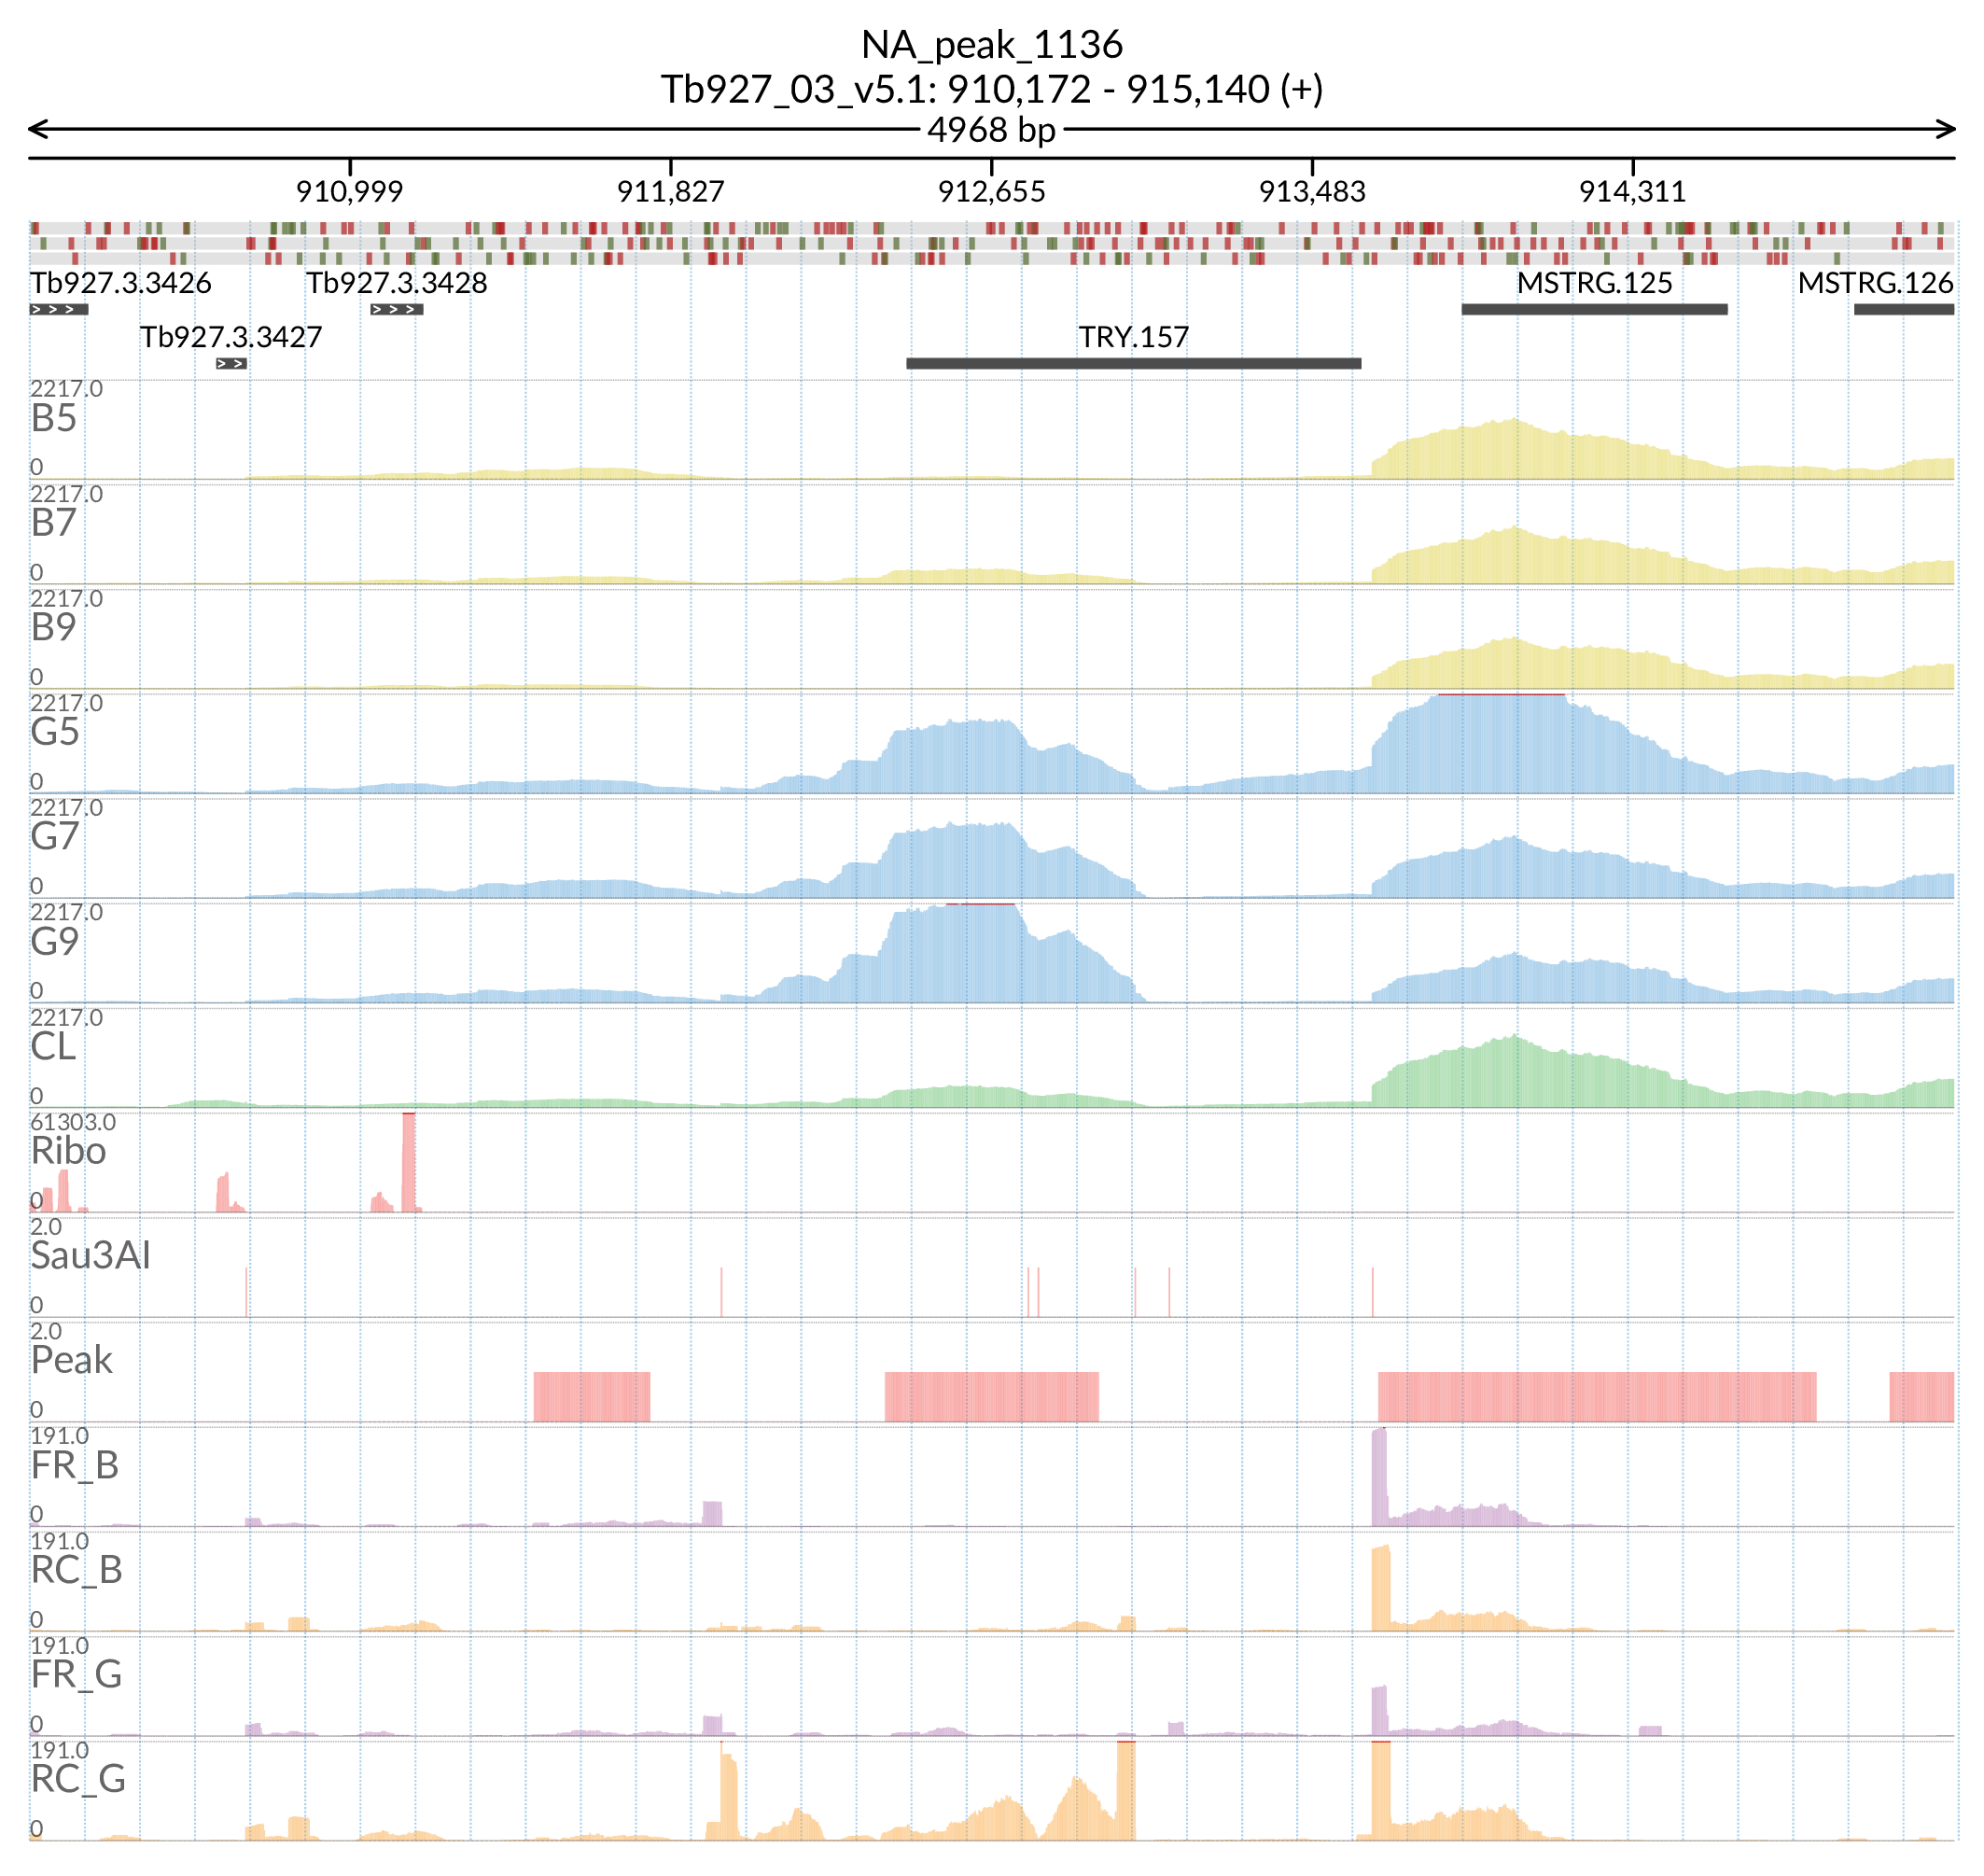 NA_peak_1136
Tb927_03_v5.1: 910,172 - 915,140 (+)
4968 bp
910,999 911,827 912,655 913,483 914,311
Tb927.3.3426 Tb927.3.3428 MSTRG.125 MSTRG.126
Tb927.3.3427 TRY.157
2217.0
B5
0
2217.0
B7
0
2217.0
B9
0
2217.0
G5
0
2217.0
G7
0
2217.0
G9
0
2217.0
CL
0
61303.0
Ribo
0
2.0
Sau3AI
0
2.0
Peak
0
191.0
FR_B
0
191.0
RC_B
0
191.0
FR_G
0
191.0
RC_G
0